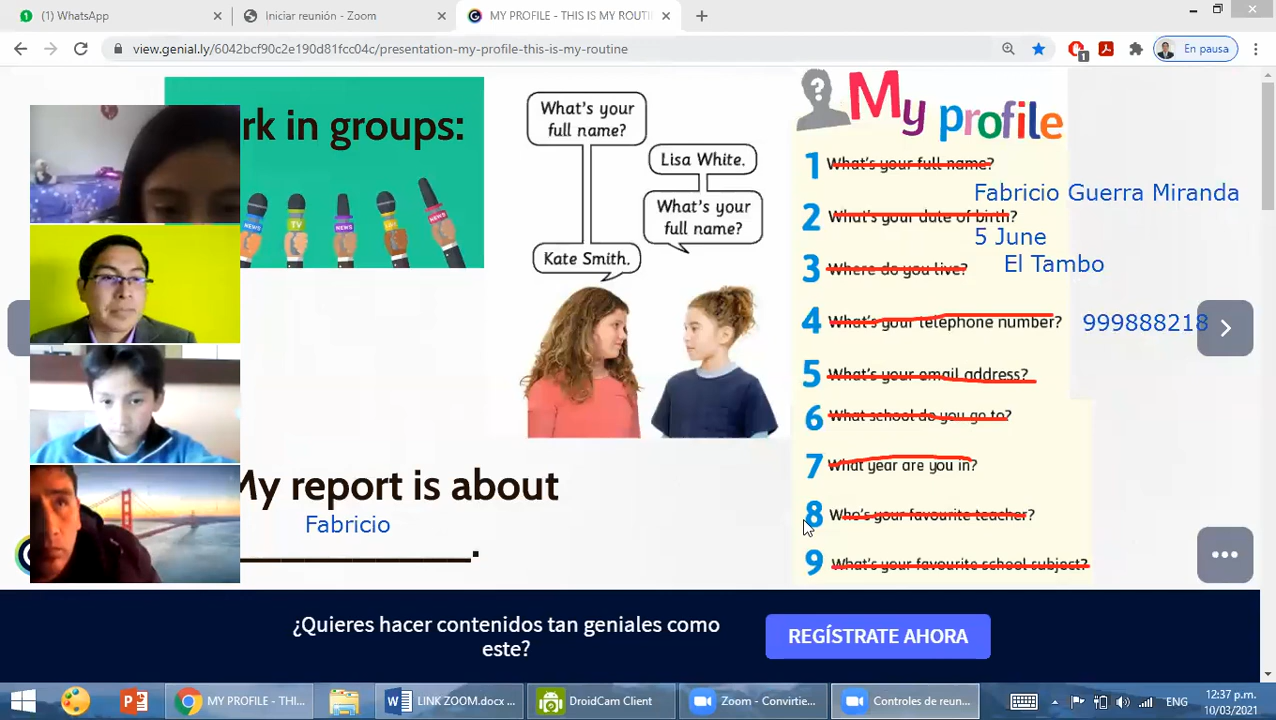 (1) WhatsApp
Iniciar reunión - Zoom
MY PROFILE - THIS IS MY ROUTIN
view.genial.ly/6042bcf90c2e190d81fcc04c/presentation-my-profile-this-is-my-routine
1
En pausa
rk in groups:
NEWS
TV
NEWS
NEWS
What's your
full name?
Lisa White.
What's your
full name?
Kate Smith.
?
My profile
1 What's your full name?
Fabricio Guerra Miranda
2 What's your date of birth?
5 June
3 Where do you live?
El Tambo
4 What's your telephone number?
999888218
5 What's your email address?
6 What school do you go to?
7 What year are you in?
8 Who's your favourite teacher?
9 What's your favourite school subject?
My report is about
Fabricio
.
¿Quieres hacer contenidos tan geniales como
este?
REGÍSTRATE AHORA
MY PROFILE - THI...
LINK ZOOM.docx ...
DroidCam Client
Zoom - Convirtie...
Controles de reun...
ENG
12:37 p.m.
10/03/2021